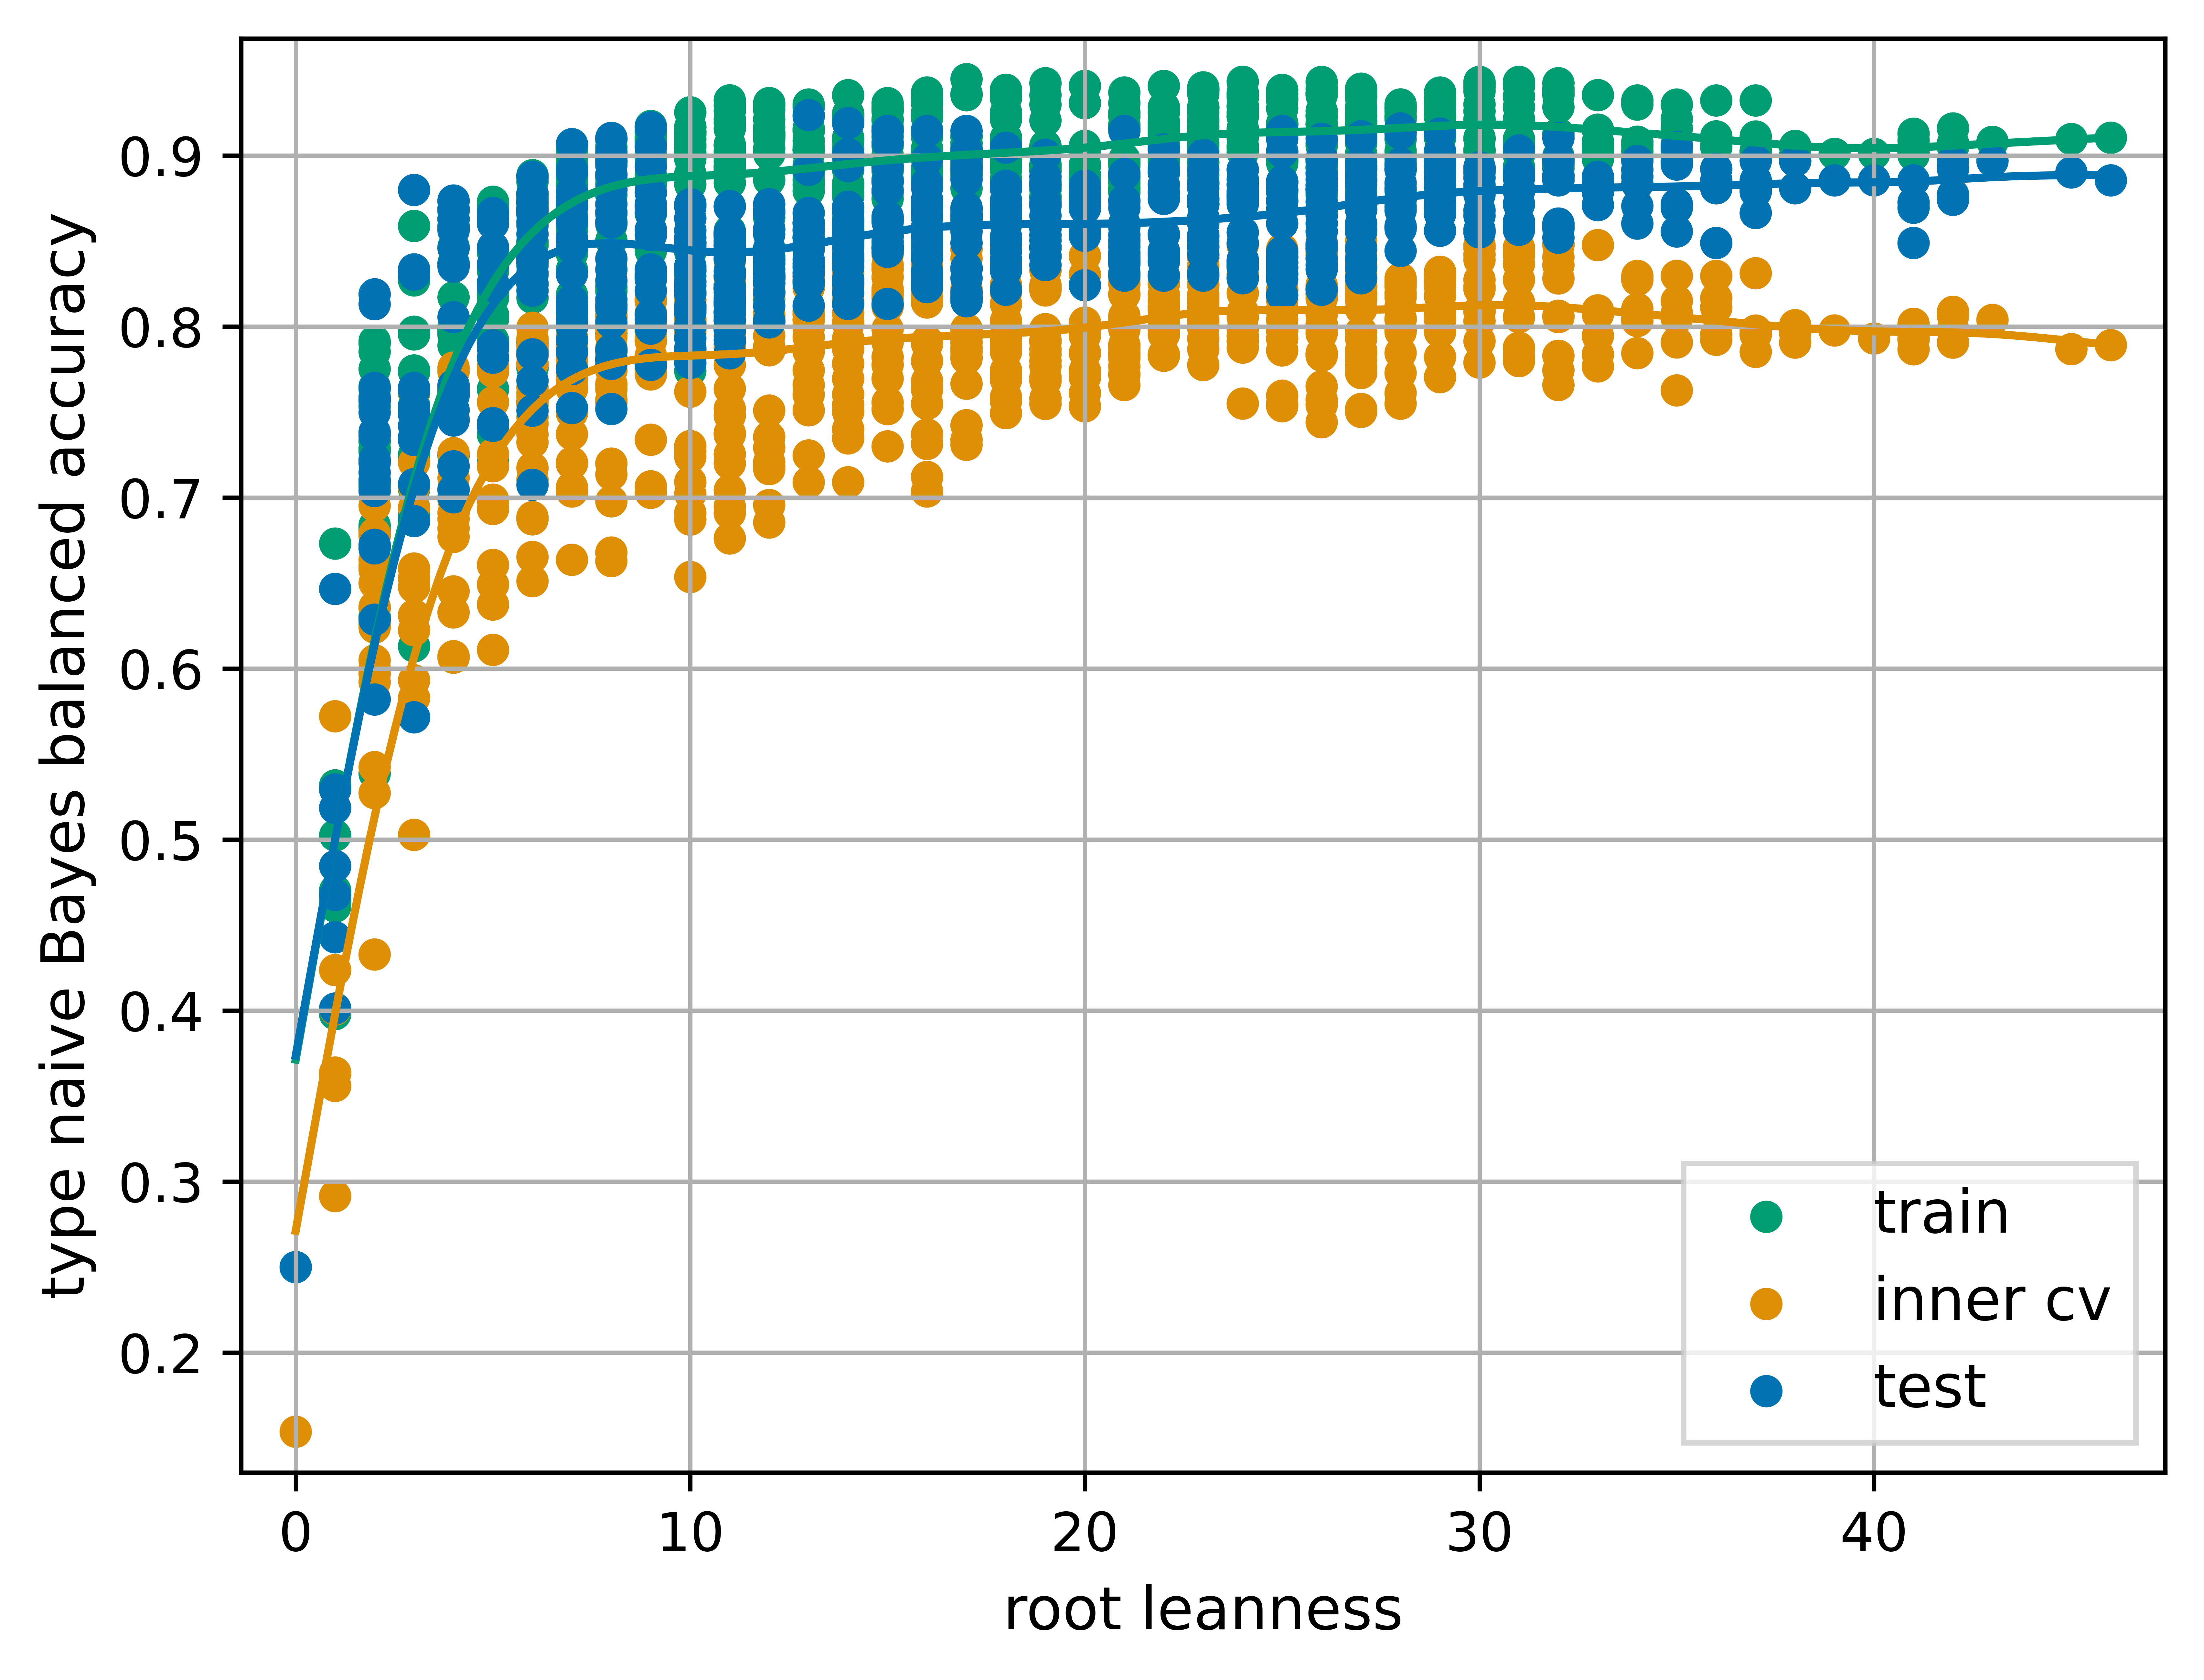 type naive Bayes balanced accuracy
0.9
0.8
0.7
0.6
0.5
0.4
0.3
0.2
train
inner cv
test
0 10 20 30 40
root leanness